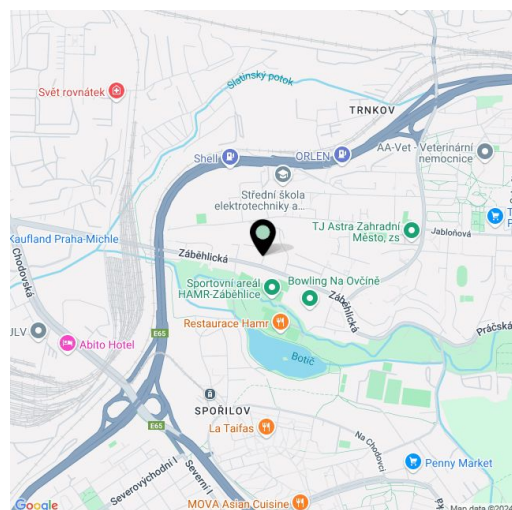 Slatinský potok
Svět rovnátek
TRNKOV
AA-Vet - Veterinární
nemocnice
Shell
ORLEN
Střední škola
elektrotechniky a...
TJ Astra Zahradní
Město, zs
Jabloňová
Kaufland Praha-Michle
Záběhlická
Chodovská
Sportovní areál
HAMR-Záběhlice
Bowling Na Ovčíně
Záběhlická
Práčská
Restaurace Hamr
E65
Abito Hotel
Botič
SPOŘILOV
E65
La Taifas
Na Chodovci
Penny Market
Severovýchodní I
Severní I
MOVA Asian Cuisine
Google
Map data ©2024